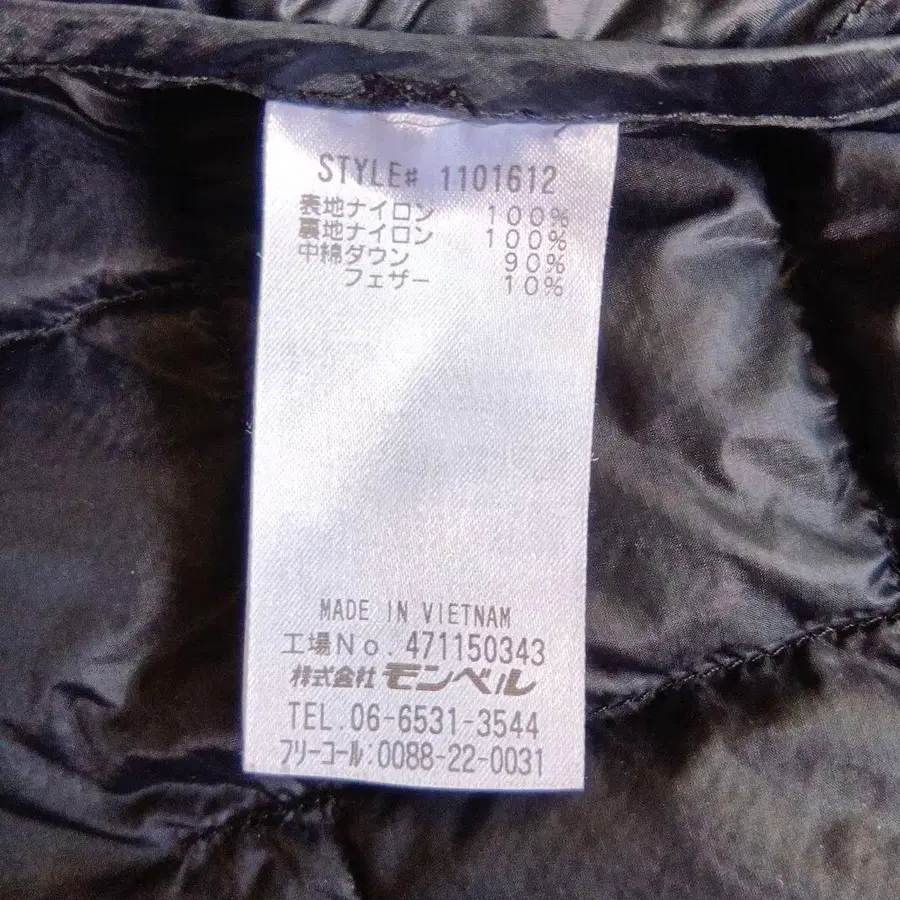 STYLE# 1101612
表地ナイロン 100%
裏地ナイロン 100%
中綿ダウン 90%
フェザー 10%
MADE IN VIETNAM
工場No. 471150343
株式会社 モンベル
TEL.06-6531-3544
フリーコール:0088-22-0031